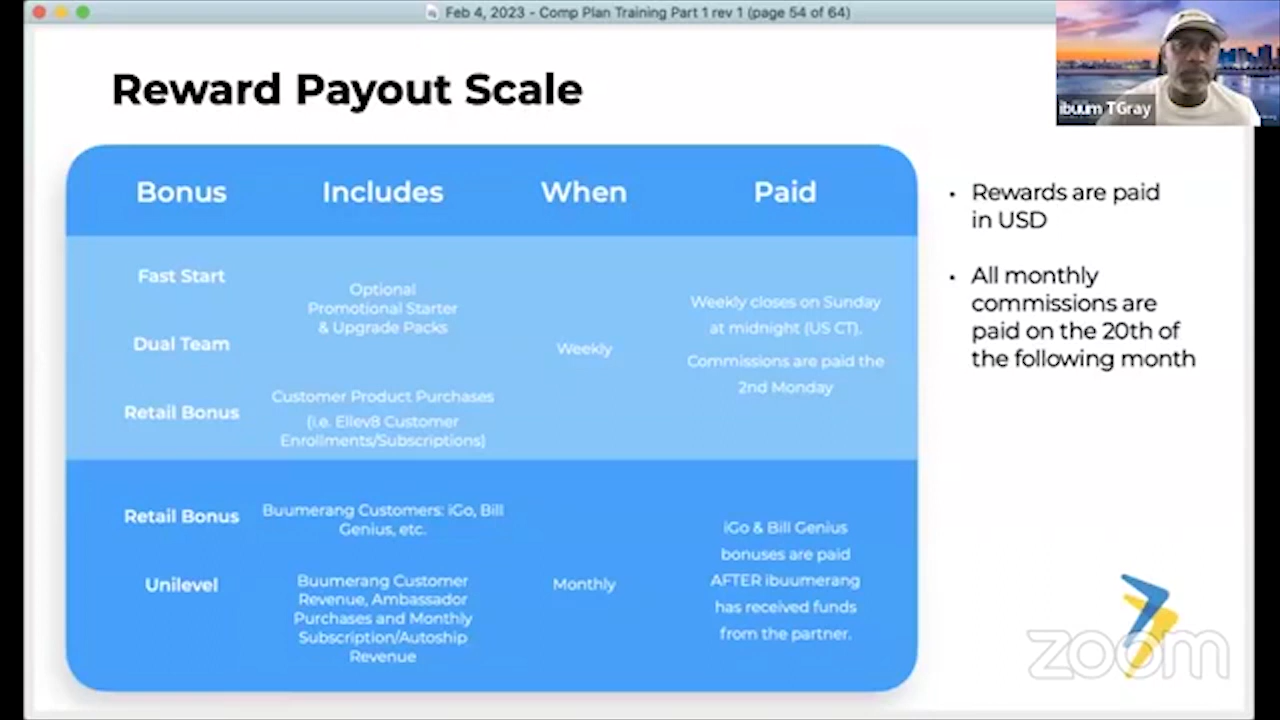 Feb 4, 2023 - Comp Plan Training Part 1 rev 1 (page 54 of 64)
ibuum TGray
Reward Payout Scale
Bonus Includes When Paid
Fast Start
Dual Team
Optional
Promotional Starter
& Upgrade Packs
Retail Bonus
Customer Product Purchases
(i.e. Ellev8 Customer
Enrollments/Subscriptions)
Weekly
Weekly closes on Sunday
at midnight (US CT).
Commissions are paid the
2nd Monday
Retail Bonus
Buumerang Customers: iGo, Bill
Genius, etc.
Unilevel
Buumerang Customer
Revenue, Ambassador
Purchases and Monthly
Subscription/Autoship
Revenue
Monthly
iGo & Bill Genius
bonuses are paid
AFTER ibuumerang
has received funds
from the partner.
• Rewards are paid
in USD
• All monthly
commissions are
paid on the 20th of
the following month
zoom